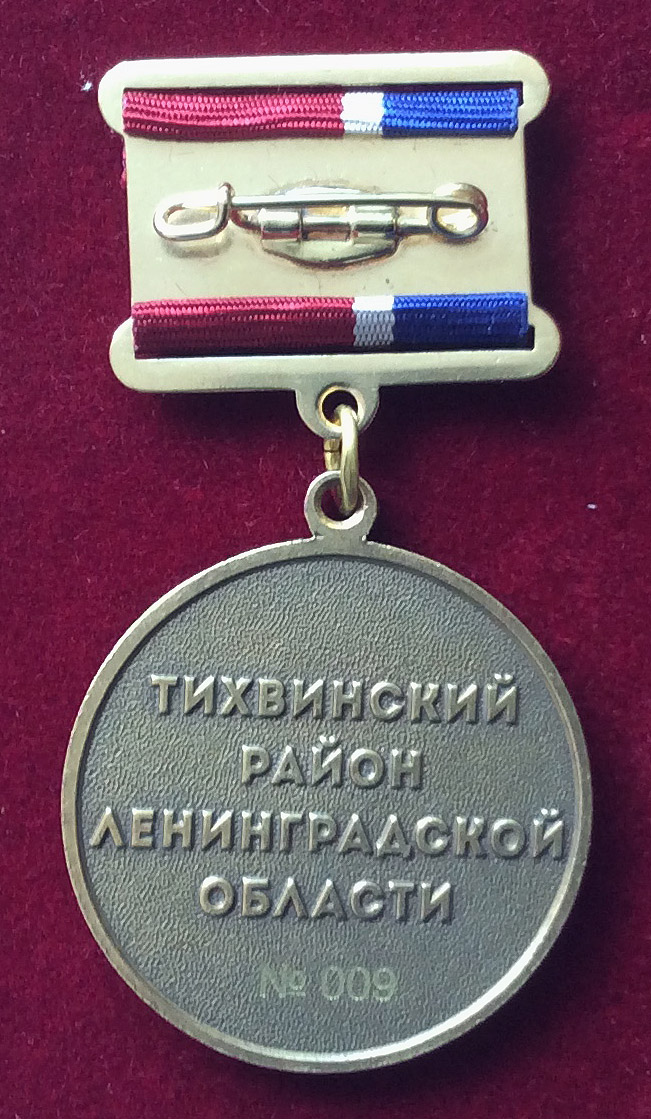 ТИХВИНСКИЙ
РАЙОН
ЛЕНИНГРАДСКОЙ
ОБЛАСТИ
№ 009